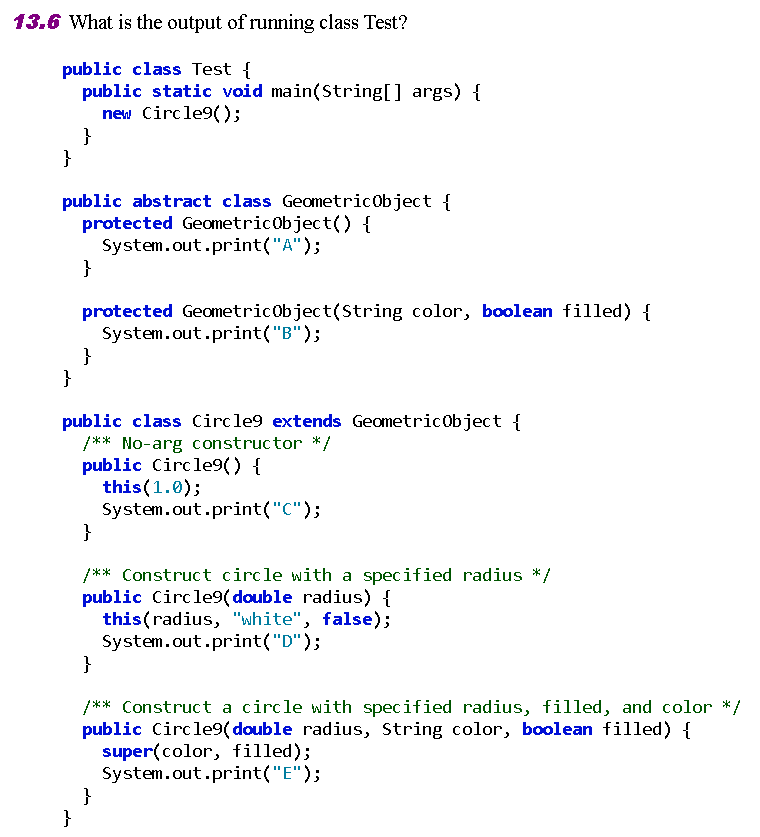 13.6 What is the output of running class Test?
public class Test {
public static void main(String[] args) {
new Circle9();
}
}
public abstract class GeometricObject {
protected GeometricObject() {
System.out.print("A");
}
protected GeometricObject(String color, boolean filled) {
System.out.print("B");
}
}
public class Circle9 extends GeometricObject {
/** No-arg constructor */
public Circle9() {
this(1.0);
System.out.print("C");
}
/** Construct circle with a specified radius */
public Circle9(double radius) {
this(radius, "white", false);
System.out.print("D");
}
/** Construct a circle with specified radius, filled, and color */
public Circle9(double radius, String color, boolean filled) {
super(color, filled);
System.out.print("E");
}
}